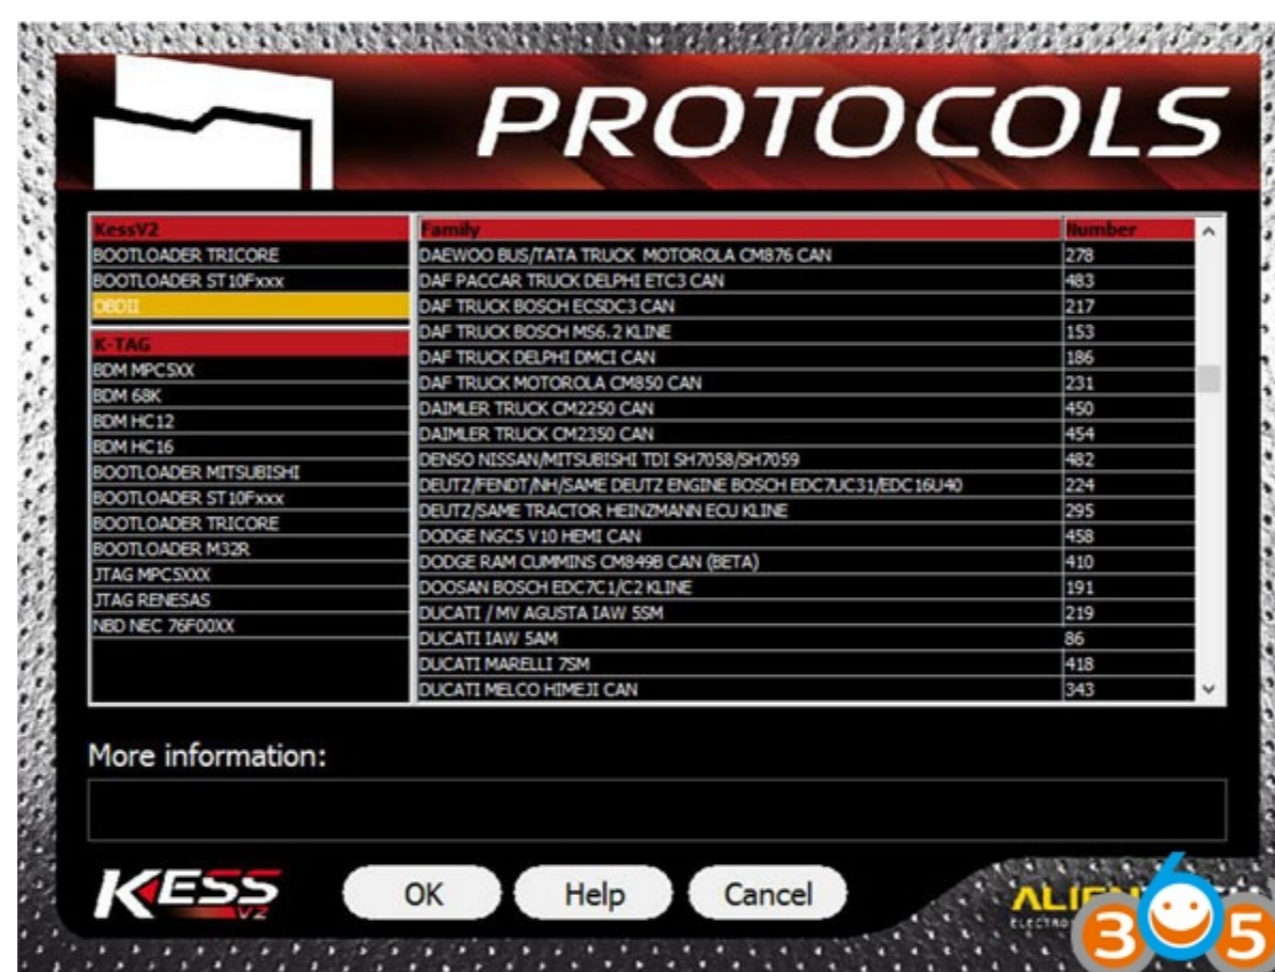 PROTOCOLS
KessV2
BOOTLOADER TRICORE
BOOTLOADER ST10Fxxx
OBDII
K-TAG
BDM MPC5XX
BDM 68K
BDM HC12
BDM HC16
BOOTLOADER MITSUBISHI
BOOTLOADER ST10Fxxx
BOOTLOADER TRICORE
BOOTLOADER M32R
JTAG MPC5XXX
JTAG RENESAS
NBD NEC 76F00XX
Family Number
DAEWOO BUS/TATA TRUCK MOTOROLA CM876 CAN 278
DAF PACCAR TRUCK DELPHI ETC3 CAN 483
DAF TRUCK BOSCH ECSDC3 CAN 217
DAF TRUCK BOSCH MS6.2 KLINE 153
DAF TRUCK DELPHI DMCI CAN 186
DAF TRUCK MOTOROLA CM850 CAN 231
DAIMLER TRUCK CM2250 CAN 450
DAIMLER TRUCK CM2350 CAN 454
DENSO NISSAN/MITSUBISHI TDI SH7058/SH7059 482
DEUTZ/FENDT/NH/SAME DEUTZ ENGINE BOSCH EDC7UC31/EDC16U40 224
DEUTZ/SAME TRACTOR HEINZMANN ECU KLINE 295
DODGE NGC5 V10 HEMI CAN 458
DODGE RAM CUMMINS CM849B CAN (BETA) 410
DOOSAN BOSCH EDC7C1/C2 KLINE 191
DUCATI / MV AGUSTA IAW 5SM 219
DUCATI IAW 5AM 86
DUCATI MARELLI 7SM 418
DUCATI MELCO HIMEJI CAN 343
More information:
KESS V2
OK
Help
Cancel
365